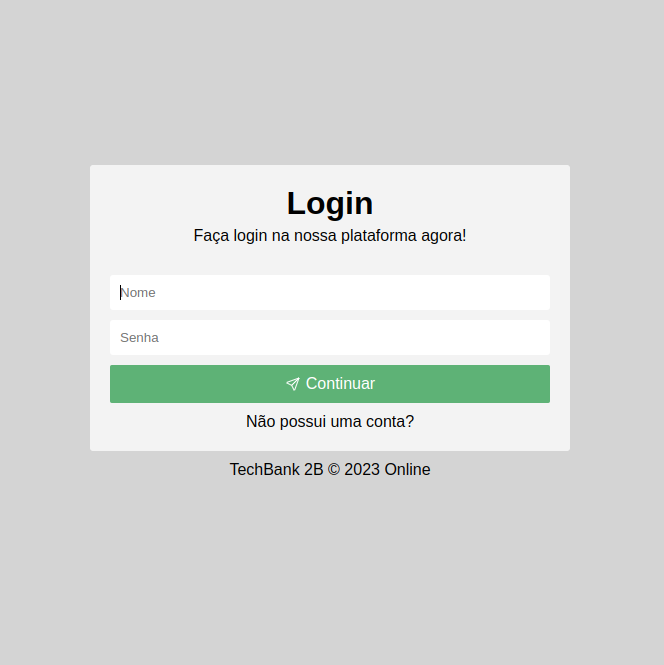 Login
Faça login na nossa plataforma agora!
Nome
Senha
Continuar
Não possui uma conta?
TechBank 2B © 2023 Online